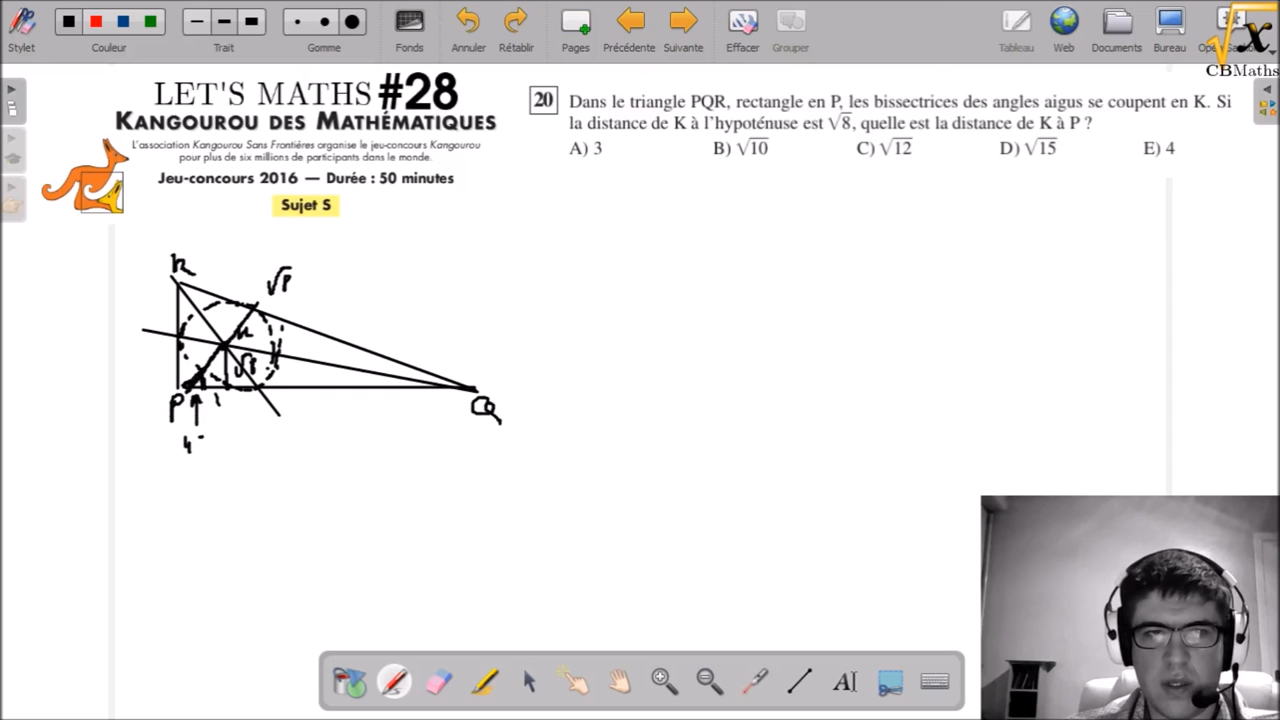 Stylet Couleur Trait Gomme Fonds Annuler Rétablir Pages Précédente Suivante Effacer Grouper Tableau Web Documents Bureau
√x
CBMaths
LET'S MATHS #28
KANGOUROU DES MATHÉMATIQUES
L'association Kangourou Sans Frontières organise le jeu-concours Kangourou
pour plus de six millions de participants dans le monde.
Jeu-concours 2016 — Durée : 50 minutes
Sujet S
20 Dans le triangle PQR, rectangle en P, les bissectrices des angles aigus se coupent en K. Si
la distance de K à l'hypoténuse est √8, quelle est la distance de K à P ?
A) 3 B) √10 C) √12 D) √15 E) 4
R
K
P
Q